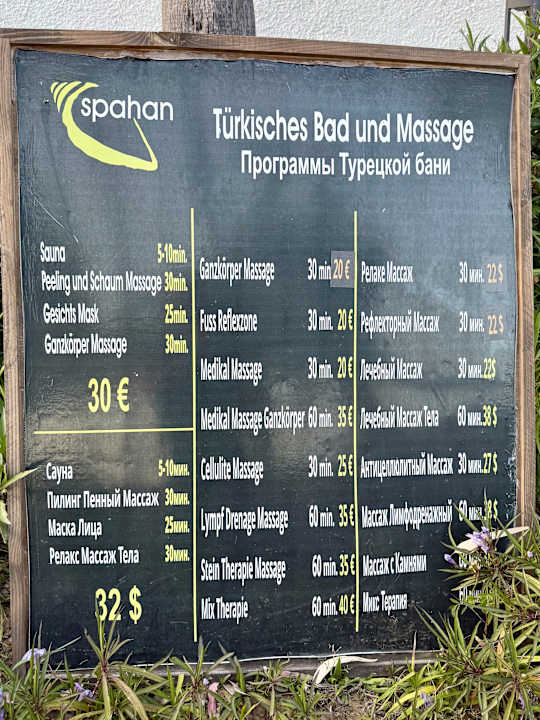 spahan
Türkisches Bad und Massage
Программы Турецкой бани
Sauna 5-10min.
Peeling und Schaum Massage 30min.
Gesichts Mask 25min.
Ganzkörper Massage 30min.
30 €
Сауна 5-10мин.
Пилинг Пенный Массаж 30мин.
Маска Лица 25мин.
Релакс Массаж Тела 30мин.
32 $
Ganzkörper Massage 30 min 20 €
Fuss Reflexzone 30 min. 20 €
Medikal Massage 30 min. 20 €
Medikal Massage Ganzkörper 60 min. 35 €
Cellulite Massage 30 min. 25 €
Lympf Drenage Massage 60 min. 35 €
Stein Therapie Massage 60 min. 35 €
Mix Therapie 60 min. 40 €
Релаке Массаж 30 мин. 22 $
Рефлекторный Массаж 30 мин. 22 $
Лечебный Массаж 30 мин. 22$
Лечебный Массаж Тела 60 мин. 38 $
Антицеллюлитный Массаж 30 мин. 27 $
Массаж Лимфодренажный 60 мин. 38 $
Массаж с Камнями
Микс Терапия